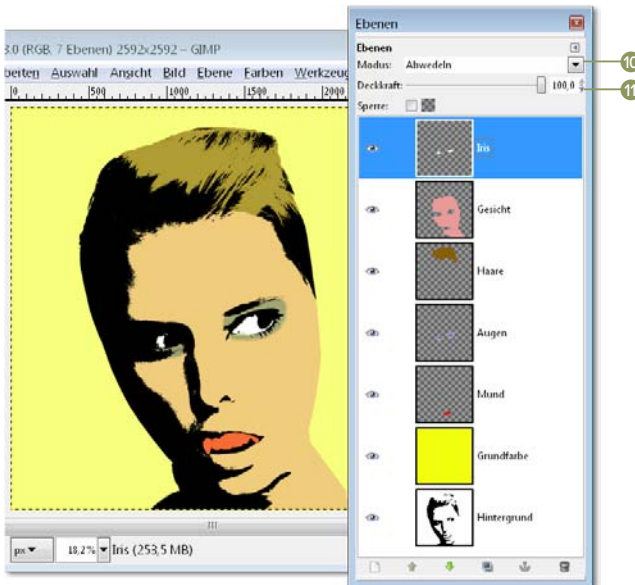 3.0 (RGB, 7 Ebenen) 2592x2592 – GIMP
beiten Auswahl Ansicht Bild Ebene Farben Werkzeug
0 500 1000 1500 2000
px 18,2% Iris (253,5 MB)
Ebenen
Ebenen
Modus: Abwedeln
10
Deckkraft: 100,0
11
Sperre:
Iris
Gesicht
Haare
Augen
Mund
Grundfarbe
Hintergrund